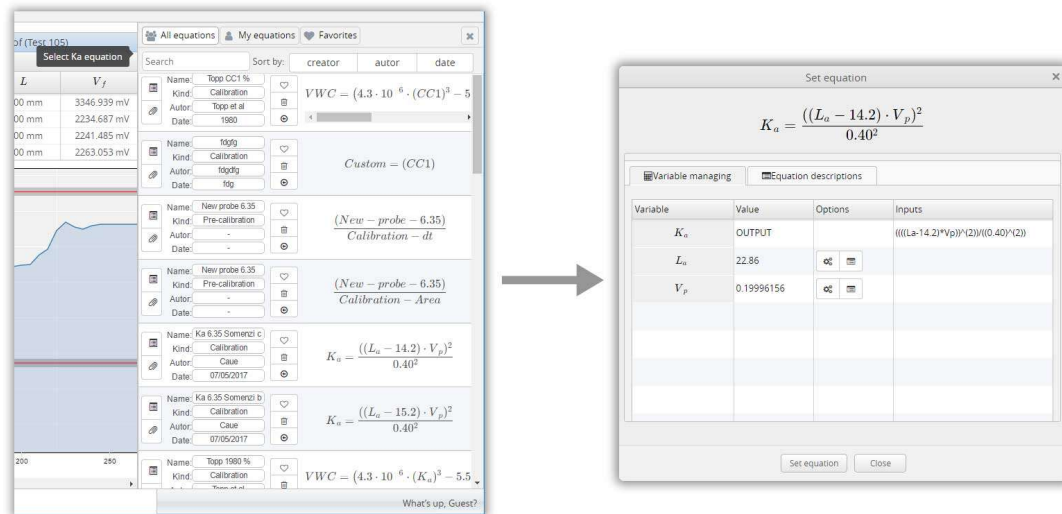 of (Test 105)
Select Ka equation
L V_f
00 mm 3346.939 mV
00 mm 2234.687 mV
00 mm 2241.485 mV
00 mm 2263.053 mV
200 250
All equations My equations Favorites
Search Sort by: creator autor date
Name: Topp CC1 %
Kind: Calibration
Autor: Topp et al
Date: 1980
VWC = (4.3 · 10⁻⁶ · (CC1)³ − 5
Name: fdgfg
Kind: Calibration
Autor: fdgdfg
Date: fdg
Custom = (CC1)
Name: New probe 6.35
Kind: Pre-calibration
Autor: -
Date: -
(New − probe − 6.35)
Calibration − dt
Name: New probe 6.35
Kind: Pre-calibration
Autor: -
Date: -
(New − probe − 6.35)
Calibration − Area
Name: Ka 6.35 Somenzi c
Kind: Calibration
Autor: Caue
Date: 07/05/2017
K_a = ((L_a − 14.2) · V_p)² / 0.40²
Name: Ka 6.35 Somenzi b
Kind: Calibration
Autor: Caue
Date: 07/05/2017
K_a = ((L_a − 15.2) · V_p)² / 0.40²
Name: Topp 1980 %
Kind: Calibration
VWC = (4.3 · 10⁻⁶ · (K_a)³ − 5.5
What's up, Guest?
Set equation
K_a = ((L_a − 14.2) · V_p)² / 0.40²
Variable managing Equation descriptions
Variable Value Options Inputs
K_a OUTPUT ((((La-14.2)*Vp))^(2))/((0.40)^(2))
L_a 22.86
V_p 0.19996156
Set equation Close